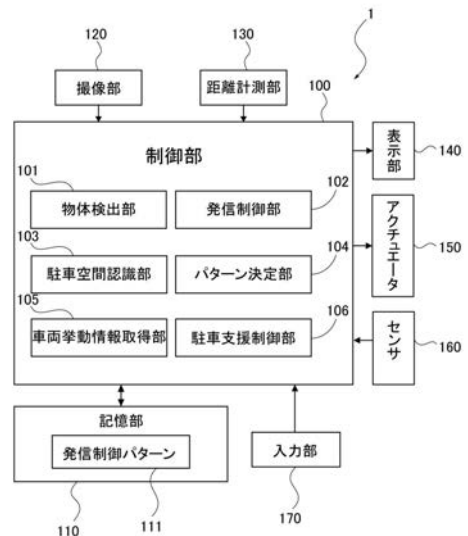 1
120
130
撮像部
距離計測部
100
制御部
表示部
140
101
102
物体検出部
発信制御部
103
104
アクチュエータ
150
駐車空間認識部
パターン決定部
105
106
車両挙動情報取得部
駐車支援制御部
センサ
160
記憶部
発信制御パターン
入力部
110
111
170